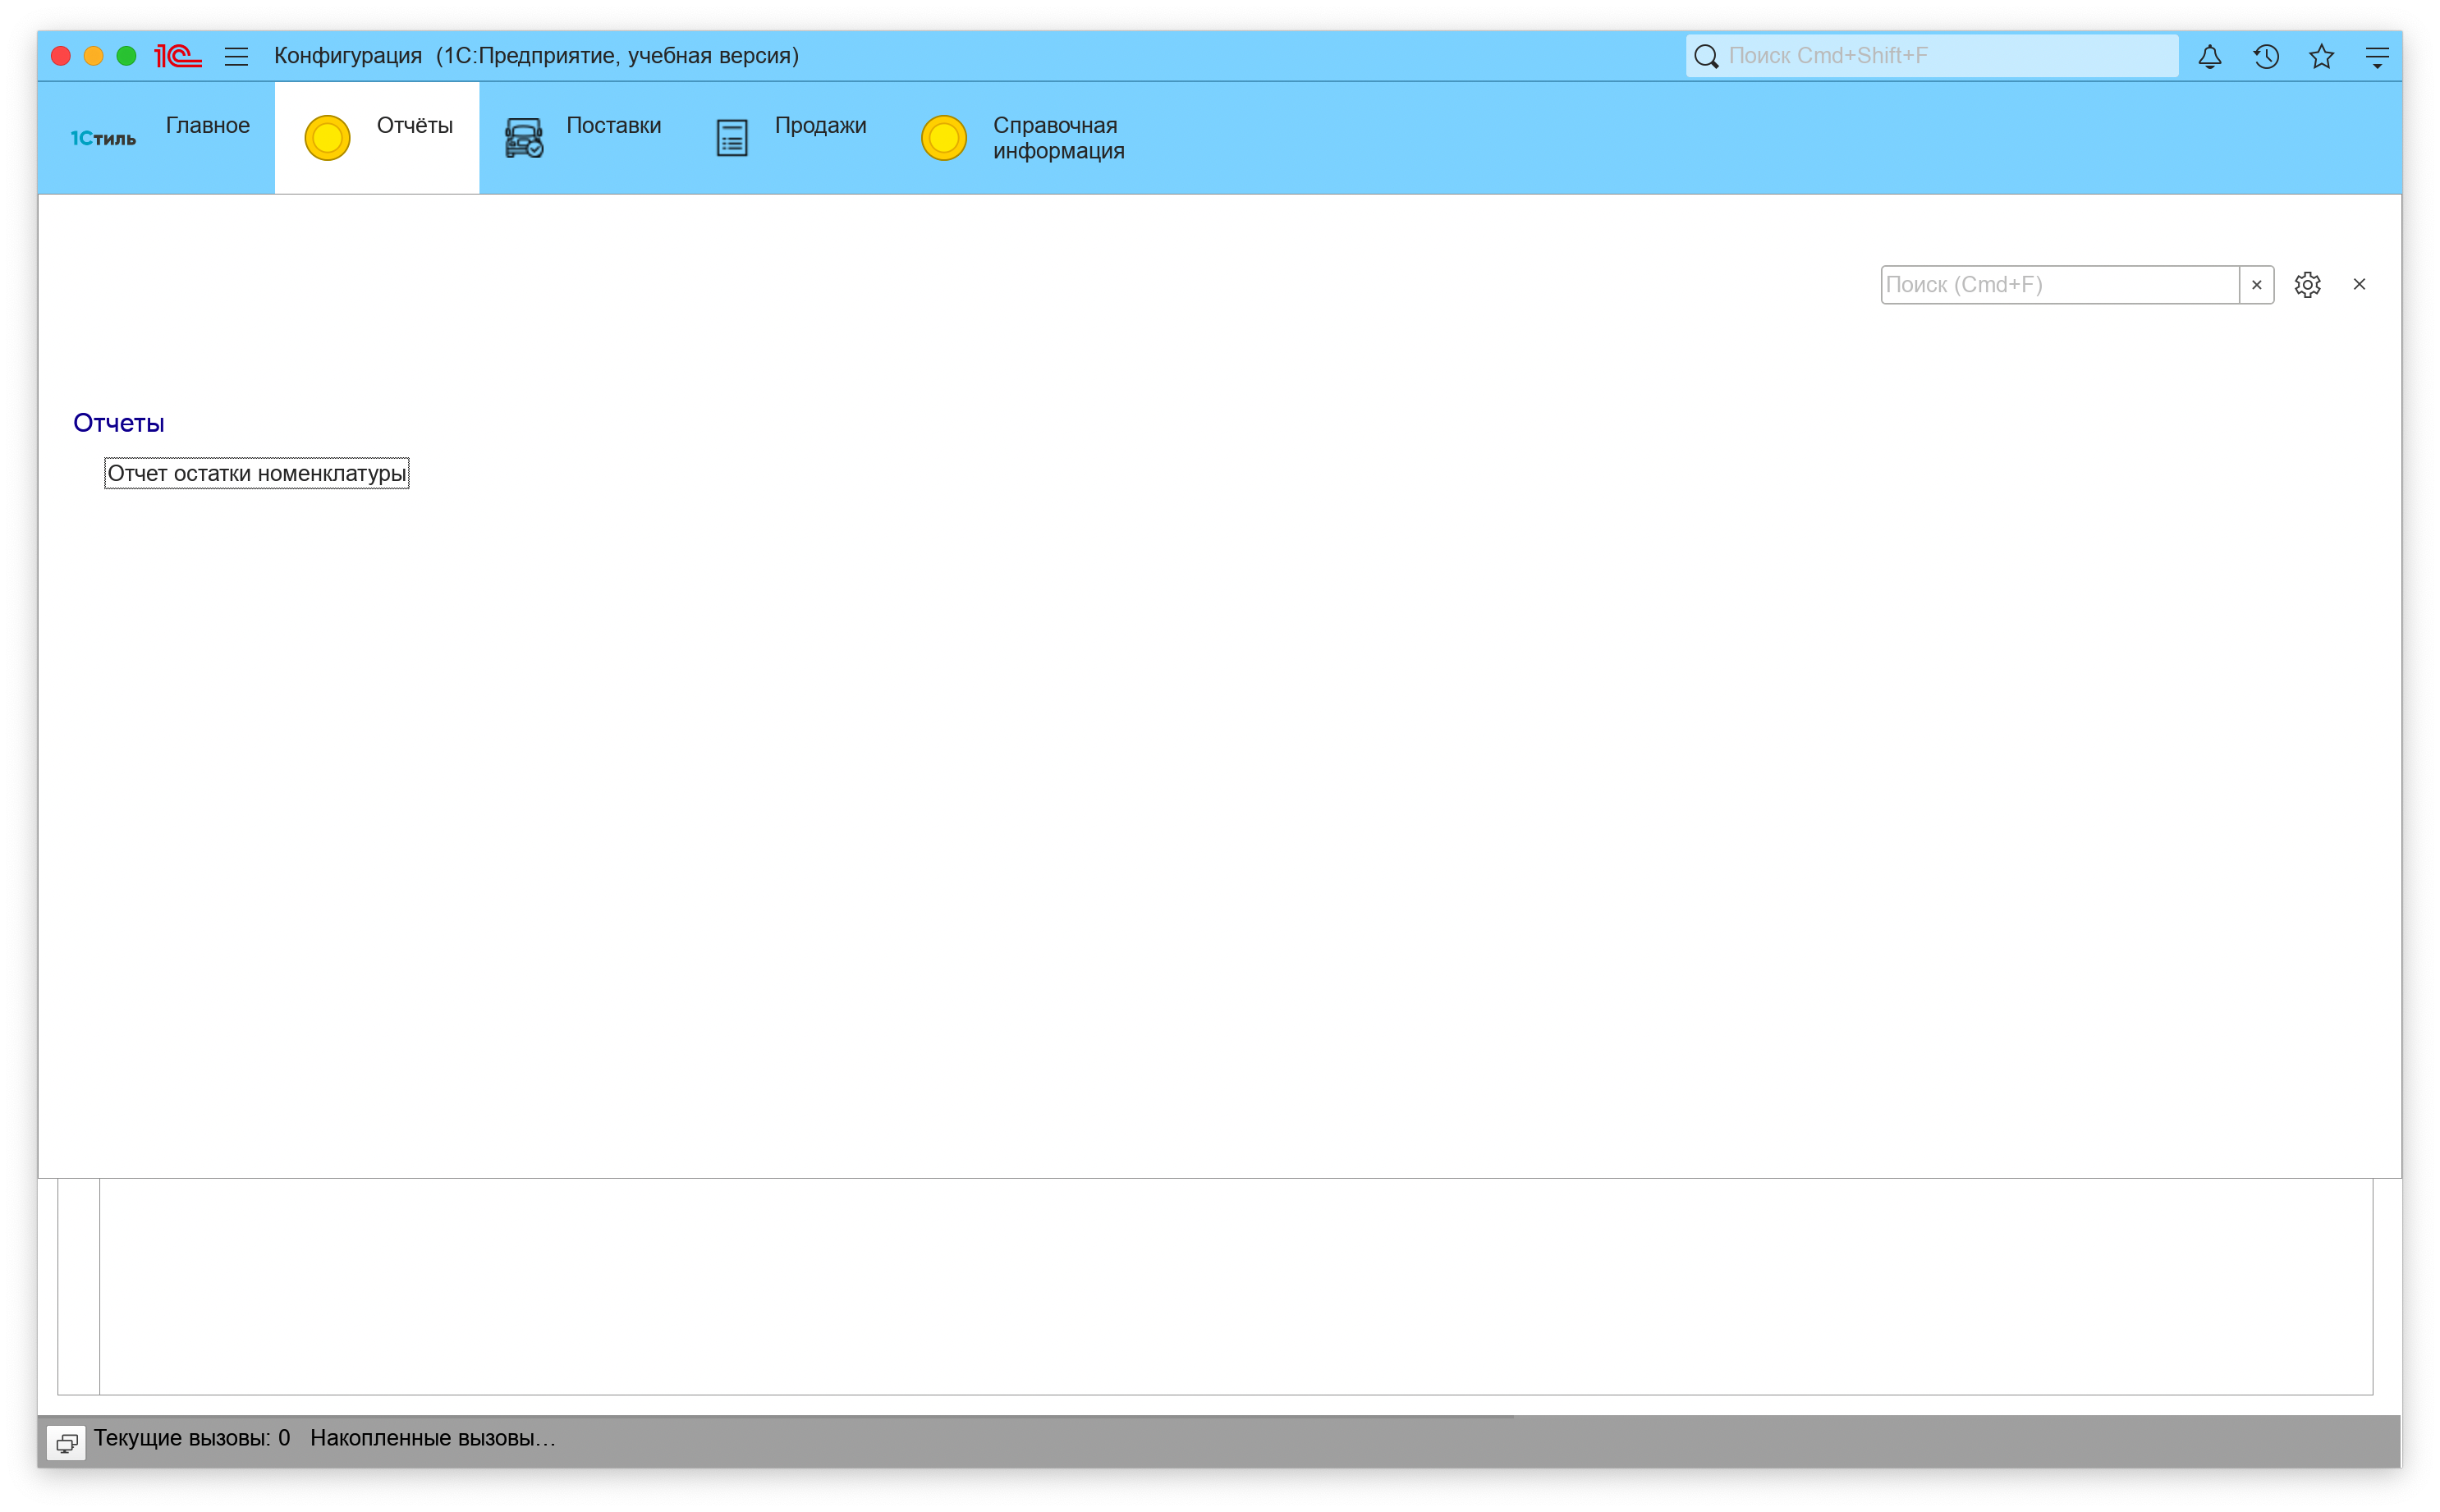 1С Конфигурация (1С:Предприятие, учебная версия) Поиск Cmd+Shift+F
1Стиль Главное Отчёты Поставки Продажи Справочная
информация
Поиск (Cmd+F)
Отчеты
Отчет остатки номенклатуры
Текущие вызовы: 0 Накопленные вызовы...